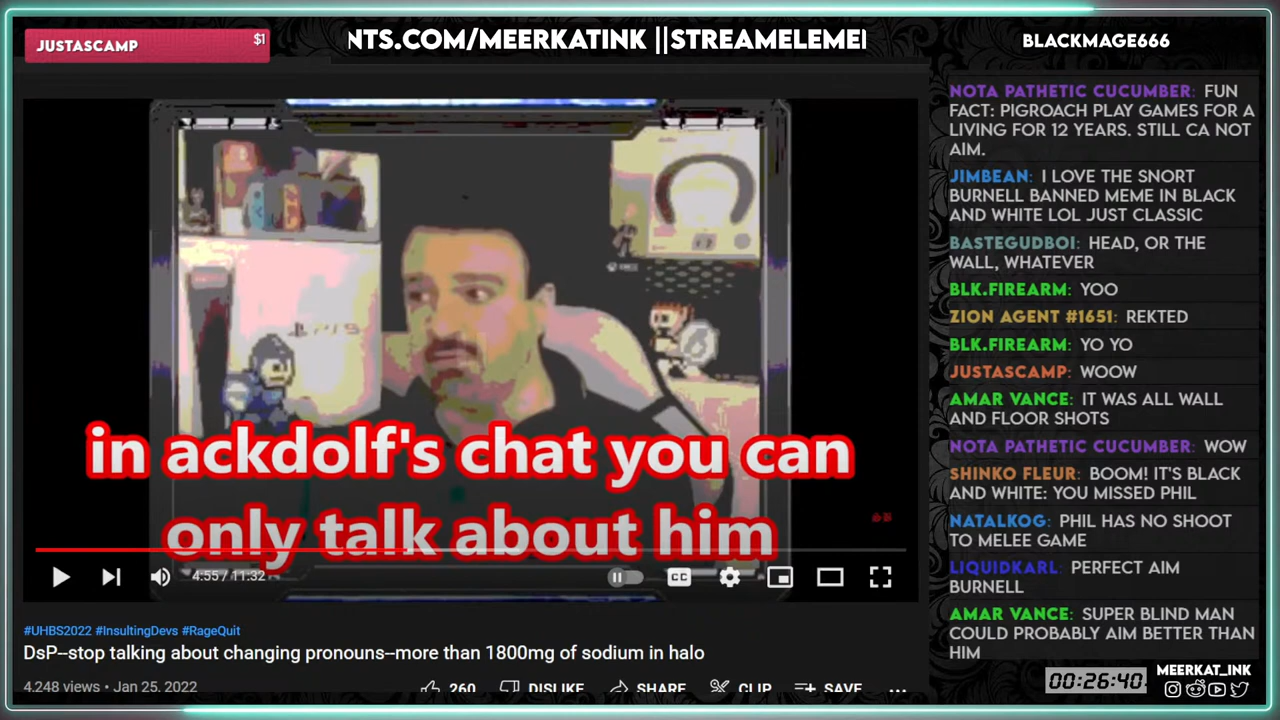 JUSTASCAMP
$1
NTS.COM/MEERKATINK ||STREAMELEME
BLACKMAGE666
NOTA PATHETIC CUCUMBER: FUN
FACT: PIGROACH PLAY GAMES FOR A
LIVING FOR 12 YEARS. STILL CA NOT
AIM.
JIMBEAN: I LOVE THE SNORT
BURNELL BANNED MEME IN BLACK
AND WHITE LOL JUST CLASSIC
BASTEGUDBOI: HEAD, OR THE
WALL, WHATEVER
BLK.FIREARM: YOO
ZION AGENT #1651: REKTED
BLK.FIREARM: YO YO
JUSTASCAMP: WOOW
AMAR VANCE: IT WAS ALL WALL
AND FLOOR SHOTS
NOTA PATHETIC CUCUMBER: WOW
SHINKO FLEUR: BOOM! IT'S BLACK
AND WHITE: YOU MISSED PHIL
NATALKOG: PHIL HAS NO SHOOT
TO MELEE GAME
LIQUIDKARL: PERFECT AIM
BURNELL
AMAR VANCE: SUPER BLIND MAN
COULD PROBABLY AIM BETTER THAN
HIM
in ackdolf's chat you can
only talk about him
4:55 / 11:32
CC
#UHBS2022 #InsultingDevs #RageQuit
DsP--stop talking about changing pronouns--more than 1800mg of sodium in halo
4,248 views • Jan 25, 2022
260
DISLIKE
SHARE
CLIP
SAVE
00:26:40
MEERKAT_INK